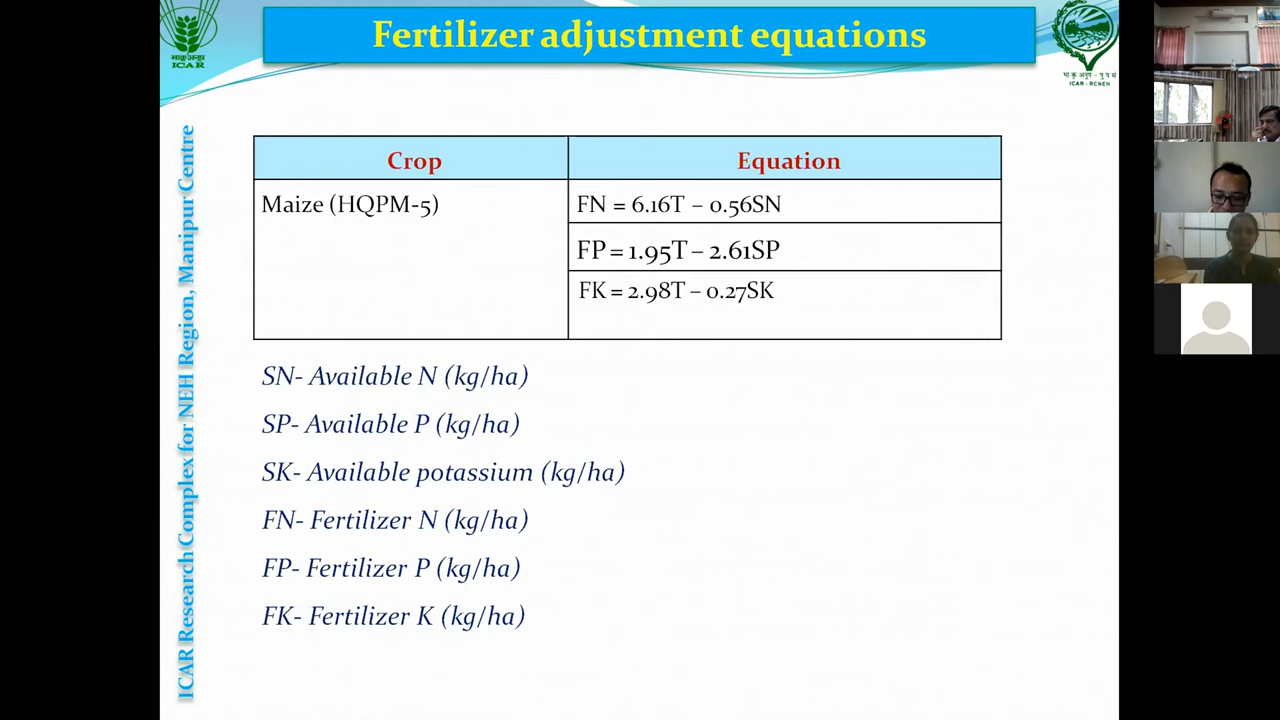 Fertilizer adjustment equations
भाकृअनुप
ICAR
ICAR - RCNEH
ICAR Research Complex for NEH Region, Manipur Centre
Crop
Equation
Maize (HQPM-5)
FN = 6.16T – 0.56SN
FP = 1.95T – 2.61SP
FK = 2.98T – 0.27SK
SN- Available N (kg/ha)
SP- Available P (kg/ha)
SK- Available potassium (kg/ha)
FN- Fertilizer N (kg/ha)
FP- Fertilizer P (kg/ha)
FK- Fertilizer K (kg/ha)